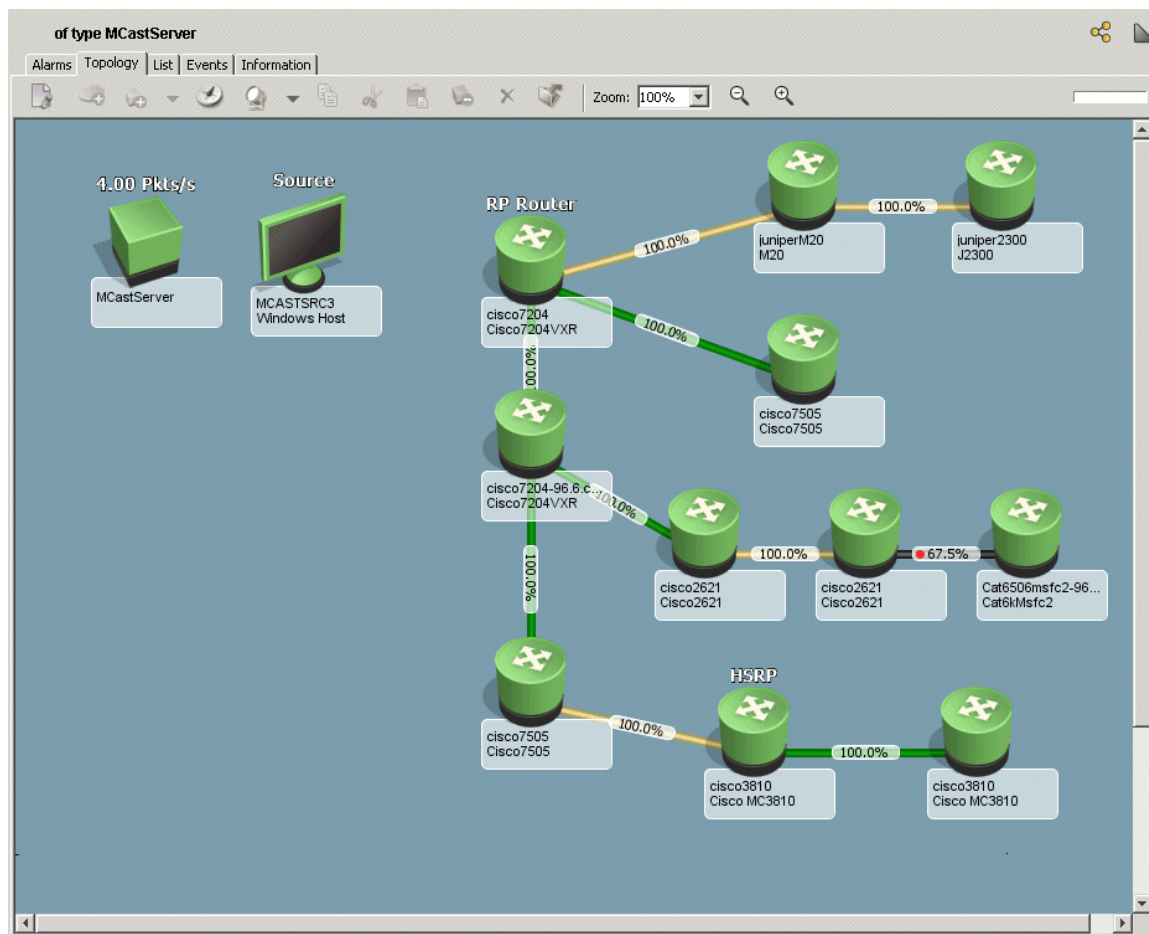 of type MCastServer
Alarms Topology List Events Information
Zoom: 100%
4.00 Pkts/s
MCastServer
Source
MCASTSRC3
Windows Host
RP Router
cisco7204
Cisco7204VXR
100.0%
juniperM20
M20
100.0%
juniper2300
J2300
100.0%
cisco7505
Cisco7505
00.0%
cisco7204-96.6.c...
Cisco7204VXR
00.0%
cisco2621
Cisco2621
100.0%
cisco2621
Cisco2621
67.5%
Cat6506msfc2-96...
Cat6kMsfc2
100.0%
cisco7505
Cisco7505
100.0%
HSRP
cisco3810
Cisco MC3810
100.0%
cisco3810
Cisco MC3810